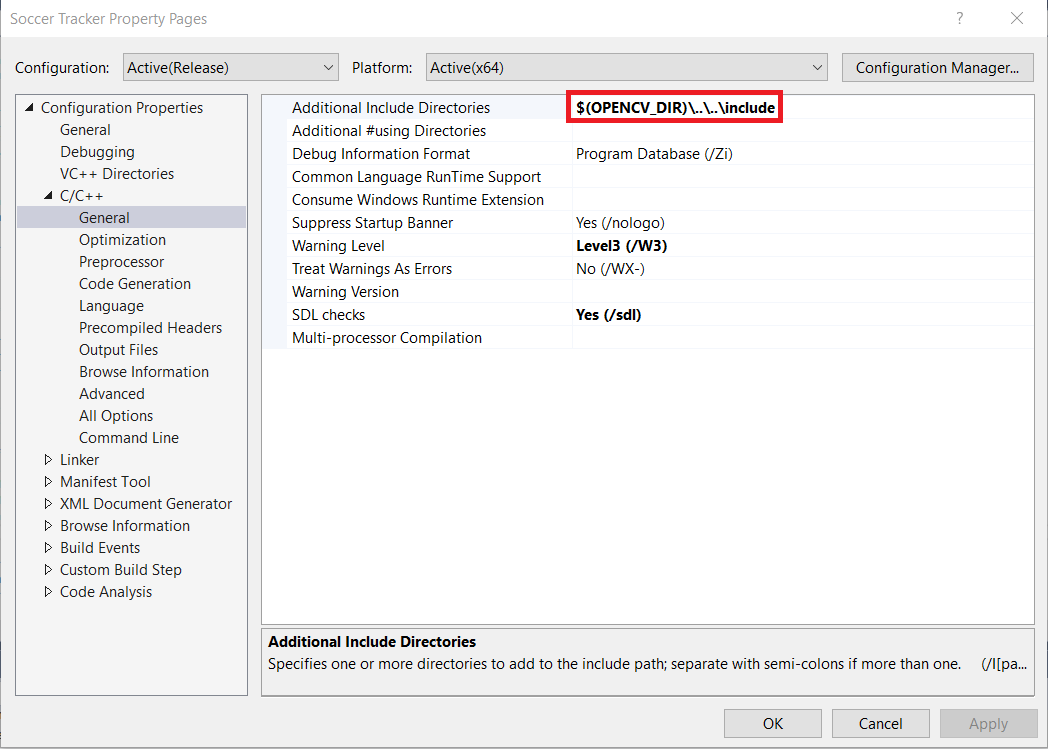 Soccer Tracker Property Pages
?
Configuration: Active(Release) Platform: Active(x64) Configuration Manager...
Configuration Properties
General
Debugging
VC++ Directories
C/C++
General
Optimization
Preprocessor
Code Generation
Language
Precompiled Headers
Output Files
Browse Information
Advanced
All Options
Command Line
Linker
Manifest Tool
XML Document Generator
Browse Information
Build Events
Custom Build Step
Code Analysis
Additional Include Directories $(OPENCV_DIR)\..\..\include
Additional #using Directories
Debug Information Format Program Database (/Zi)
Common Language RunTime Support
Consume Windows Runtime Extension
Suppress Startup Banner Yes (/nologo)
Warning Level Level3 (/W3)
Treat Warnings As Errors No (/WX-)
Warning Version
SDL checks Yes (/sdl)
Multi-processor Compilation
Additional Include Directories
Specifies one or more directories to add to the include path; separate with semi-colons if more than one. (/I[pa...
OK Cancel Apply